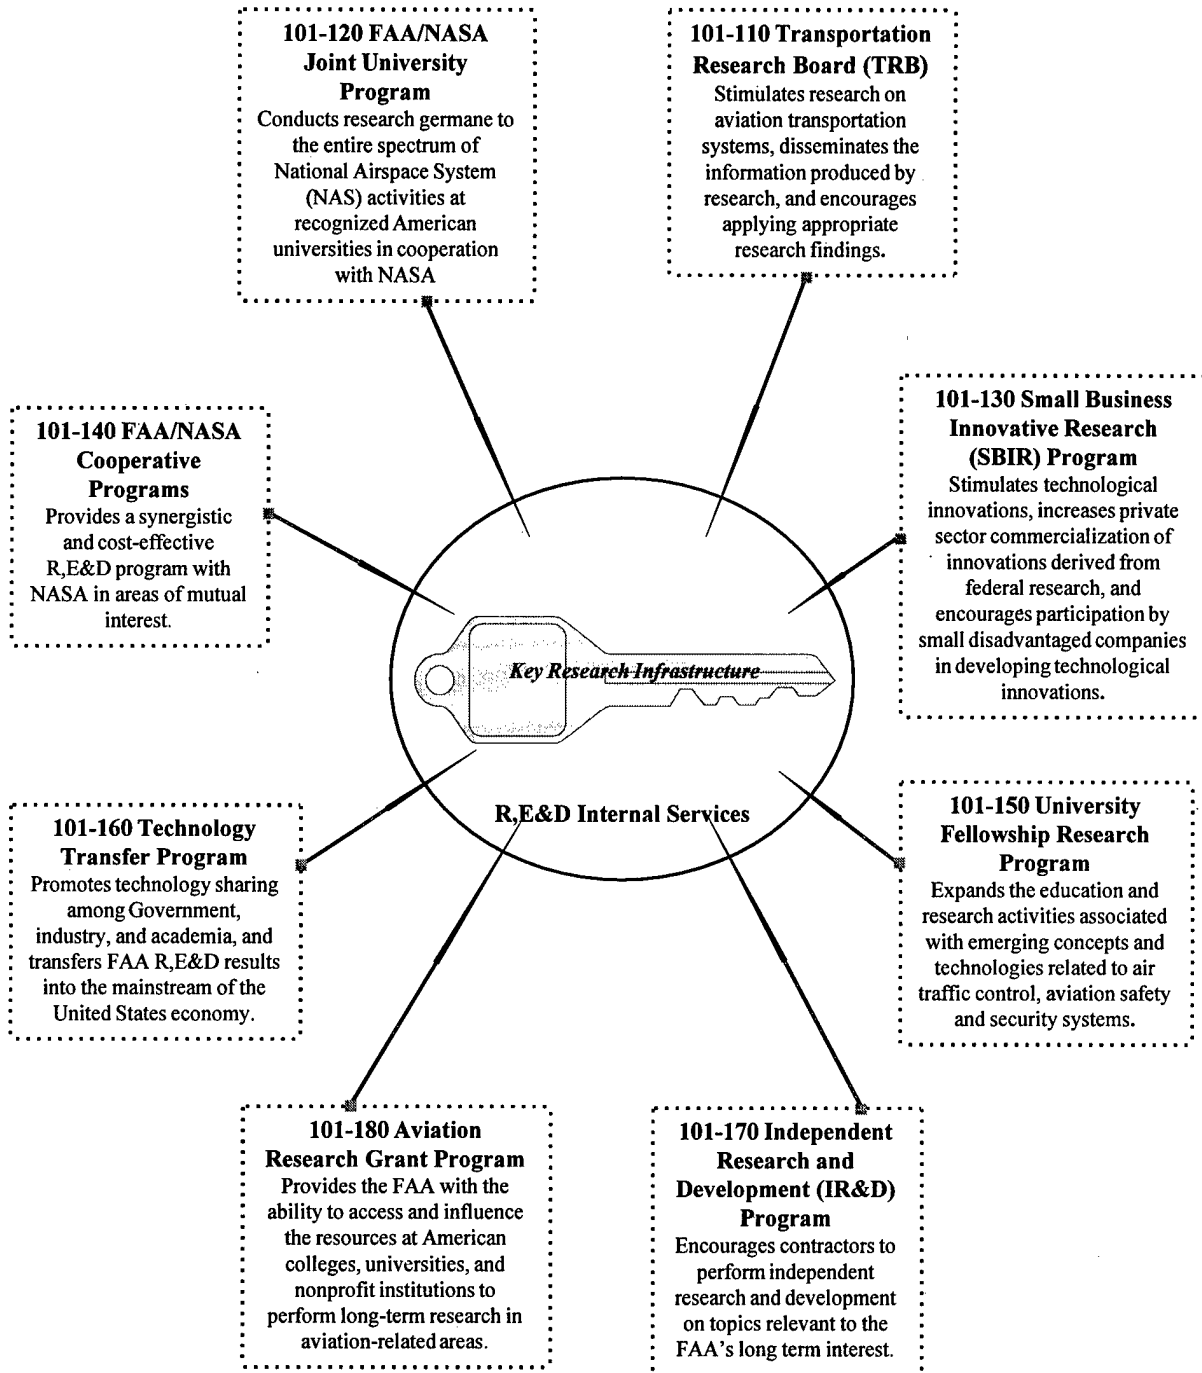 101-120 FAA/NASA
Joint University
Program
Conducts research germane to
the entire spectrum of
National Airspace System
(NAS) activities at
recognized American
universities in cooperation
with NASA
101-110 Transportation
Research Board (TRB)
Stimulates research on
aviation transportation
systems, disseminates the
information produced by
research, and encourages
applying appropriate
research findings.
101-140 FAA/NASA
Cooperative
Programs
Provides a synergistic
and cost-effective
R,E&D program with
NASA in areas of mutual
interest.
101-130 Small Business
Innovative Research
(SBIR) Program
Stimulates technological
innovations, increases private
sector commercialization of
innovations derived from
federal research, and
encourages participation by
small disadvantaged companies
in developing technological
innovations.
Key Research Infrastructure
R,E&D Internal Services
101-160 Technology
Transfer Program
Promotes technology sharing
among Government,
industry, and academia, and
transfers FAA R,E&D results
into the mainstream of the
United States economy.
101-150 University
Fellowship Research
Program
Expands the education and
research activities associated
with emerging concepts and
technologies related to air
traffic control, aviation safety
and security systems.
101-180 Aviation
Research Grant Program
Provides the FAA with the
ability to access and influence
the resources at American
colleges, universities, and
nonprofit institutions to
perform long-term research in
aviation-related areas.
101-170 Independent
Research and
Development (IR&D)
Program
Encourages contractors to
perform independent
research and development
on topics relevant to the
FAA's long term interest.